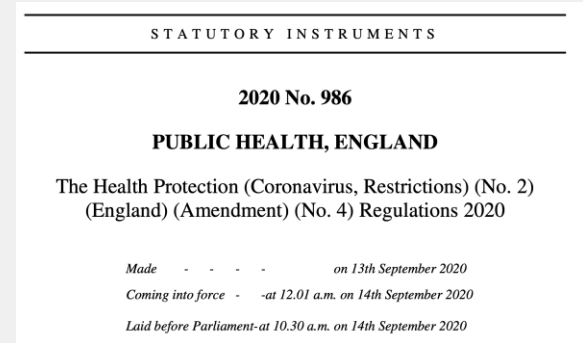 STATUTORY INSTRUMENTS
2020 No. 986
PUBLIC HEALTH, ENGLAND
The Health Protection (Coronavirus, Restrictions) (No. 2)
(England) (Amendment) (No. 4) Regulations 2020
Made - - - - on 13th September 2020
Coming into force - -at 12.01 a.m. on 14th September 2020
Laid before Parliament-at 10.30 a.m. on 14th September 2020